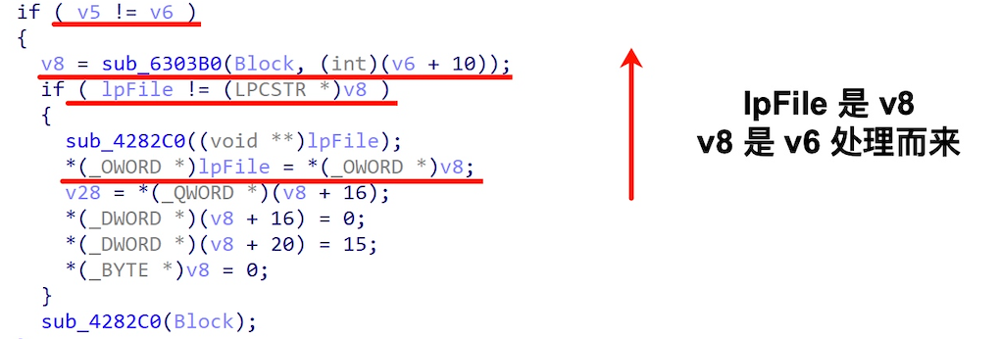 if ( v5 != v6 )
{
v8 = sub_6303B0(Block, (int)(v6 + 10));
if ( lpFile != (LPCSTR *)v8 )
{
sub_4282C0((void **)lpFile);
*(_OWORD *)lpFile = *(_OWORD *)v8;
v28 = *(_QWORD *)(v8 + 16);
*(_DWORD *)(v8 + 16) = 0;
*(_DWORD *)(v8 + 20) = 15;
*(_BYTE *)v8 = 0;
}
sub_4282C0(Block);
lpFile 是 v8
v8 是 v6 处理而来